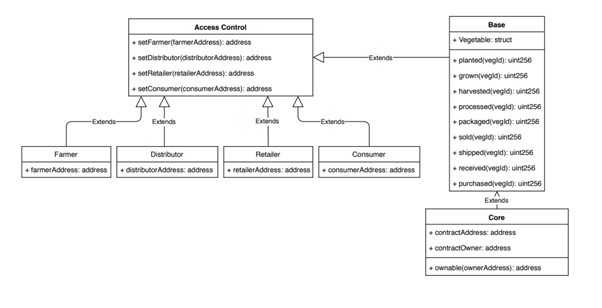 Access Control
+ setFarmer(farmerAddress): address
+ setDistributor(distributorAddress): address
+ setRetailer(retailerAddress): address
+ setConsumer(consumerAddress): address
Base
+ Vegetable: struct
+ planted(vegId): uint256
+ grown(vegId): uint256
+ harvested(vegId): uint256
+ processed(vegId): uint256
+ packaged(vegId): uint256
+ sold(vegId): uint256
+ shipped(vegId): uint256
+ received(vegId): uint256
+ purchased(vegId): uint256
Extends
Extends
Extends
Extends
Extends
Farmer
+ farmerAddress: address
Distributor
+ distributorAddress: address
Retailer
+ retailerAddress: address
Consumer
+ consumerAddress: address
Extends
Core
+ contractAddress: address
+ contractOwner: address
+ ownable(ownerAddress): address